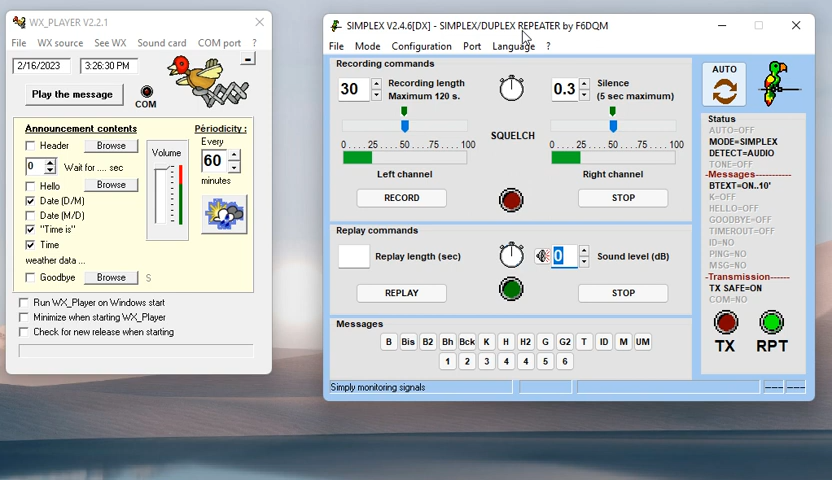 WX_PLAYER V2.2.1
File WX source See WX Sound card COM port ?
2/16/2023 3:26:30 PM
Play the message
COM
Announcement contents
Header Browse
0 Wait for .... sec
Hello Browse
Date (D/M)
Date (M/D)
"Time is"
Time
weather data ...
Goodbye Browse S
Volume
Périodicity :
Every
60
minutes
Run WX_Player on Windows start
Minimize when starting WX_Player
Check for new release when starting
SIMPLEX V2.4.6[DX] - SIMPLEX/DUPLEX REPEATER by F6DQM
File Mode Configuration Port Language ?
Recording commands
30 Recording length
Maximum 120 s.
0.3 Silence
(5 sec maximum)
SQUELCH
0....25....50....75....100
0....25....50....75....100
Left channel
Right channel
RECORD
STOP
Replay commands
Replay length (sec)
0 Sound level (dB)
REPLAY
STOP
Messages
B Bis B2 Bh Bck K H H2 G G2 T ID M UM
1 2 3 4 4 5 6
Simply monitoring signals
AUTO
Status
AUTO=OFF
MODE=SIMPLEX
DETECT=AUDIO
TONE=OFF
-Messages-----------
BTEXT=ON..10'
K=OFF
HELLO=OFF
GOODBYE=OFF
TIMEOUT=OFF
ID=NO
PING=NO
MSG=NO
-Transmission------
TX SAFE=ON
COM=NO
TX RPT